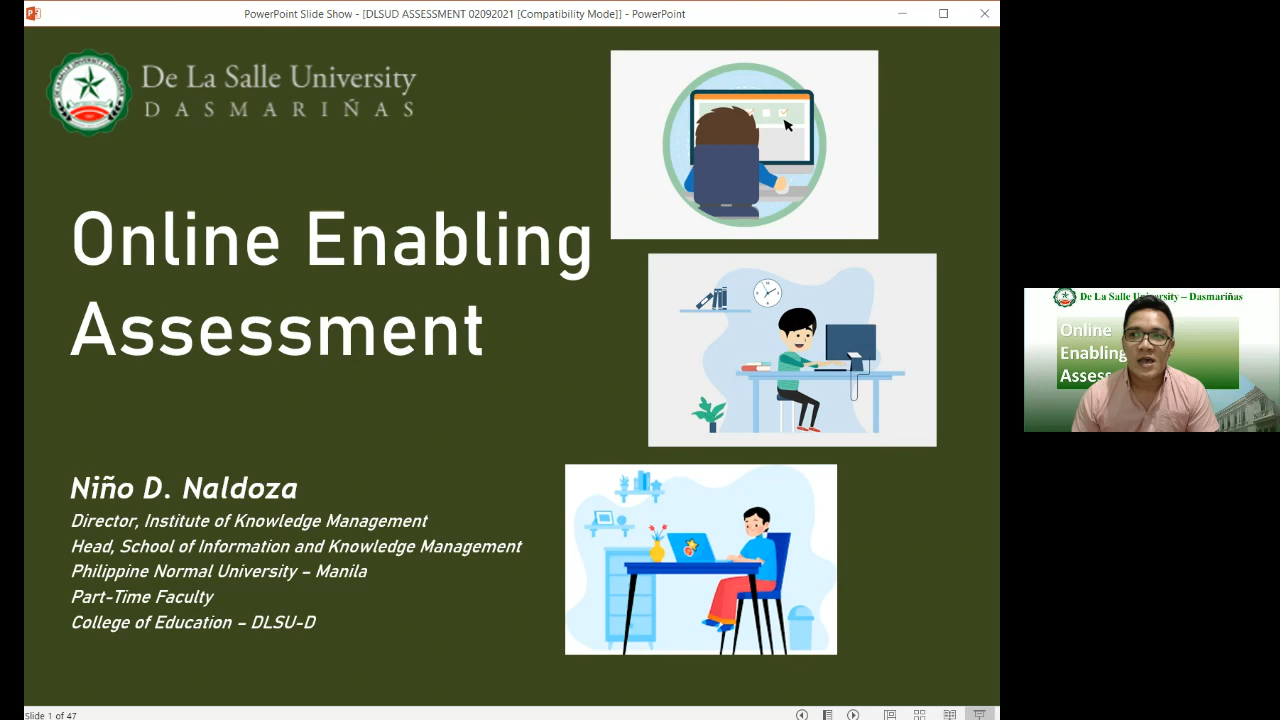 PowerPoint Slide Show - [DLSUD ASSESSMENT 02092021 [Compatibility Mode]] - PowerPoint
De La Salle University
DASMARIÑAS
Online Enabling
Assessment
Niño D. Naldoza
Director, Institute of Knowledge Management
Head, School of Information and Knowledge Management
Philippine Normal University – Manila
Part-Time Faculty
College of Education – DLSU-D
Slide 1 of 47
De La Salle University – Dasmariñas
Online
Enabling
Assess